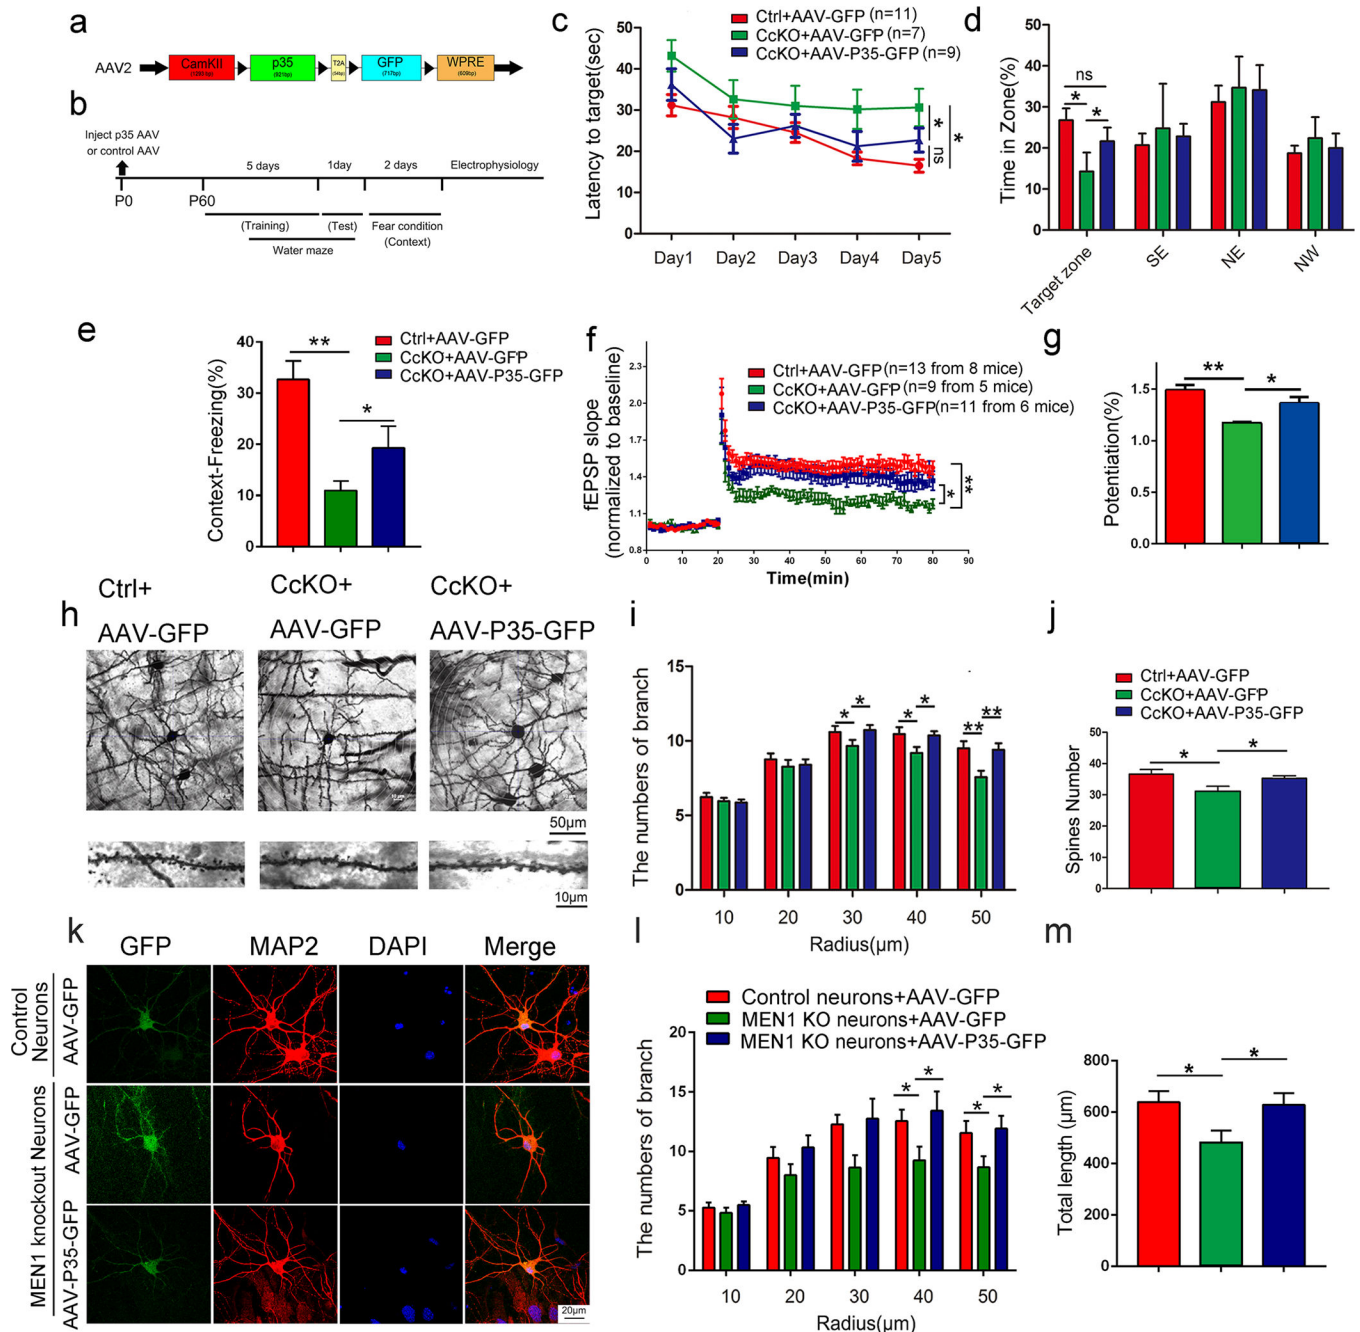 a
AAV2
CamKII
p35
(921bp)
T2A
(54bp)
GFP
(717bp)
WPRE
(609bp)
b
Inject p35 AAV
or control AAV
5 days
1day
2 days
Electrophysiology
P0
P60
(Training)
(Test)
Fear condition
(Context)
Water maze
c
Ctrl+AAV-GFP (n=11)
CcKO+AAV-GFP (n=7)
CcKO+AAV-P35-GFP (n=9)
Latency to target(sec)
50
40
30
20
10
0
Day1
Day2
Day3
Day4
Day5
*
ns
*
d
Time in Zone(%)
60
40
20
0
ns
*
*
Target zone
SE
NE
NW
e
Ctrl+AAV-GFP
CcKO+AAV-GFP
CcKO+AAV-P35-GFP
Context-Freezing(%)
40
30
20
10
0
**
*
f
Ctrl+AAV-GFP (n=13 from 8 mice)
CcKO+AAV-GFP (n=9 from 5 mice)
CcKO+AAV-P35-GFP (n=11 from 6 mice)
fEPSP slope
(normalized to baseline)
2.4
2.1
1.8
1.4
1.1
0.8
0
10
20
30
40
50
60
70
80
90
Time(min)
*
**
g
Potentiation(%)
1.5
1.0
1.5
0.0
**
*
h
Ctrl+
AAV-GFP
CcKO+
AAV-GFP
CcKO+
AAV-P35-GFP
50μm
10μm
i
The numbers of branch
15
10
5
0
*
*
*
*
**
**
10
20
30
40
50
Radius(μm)
j
Ctrl+AAV-GFP
CcKO+AAV-GFP
CcKO+AAV-P35-GFP
Spines Number
50
40
30
20
10
0
*
*
k
GFP
MAP2
DAPI
Merge
Control
Neurons
AAV-GFP
MEN1 knockout Neurons
AAV-GFP
AAV-P35-GFP
20μm
l
Control neurons+AAV-GFP
MEN1 KO neurons+AAV-GFP
MEN1 KO neurons+AAV-P35-GFP
The numbers of branch
20
15
10
5
0
*
*
*
*
10
20
30
40
50
Radius(μm)
m
Total length (μm)
800
600
400
200
0
*
*